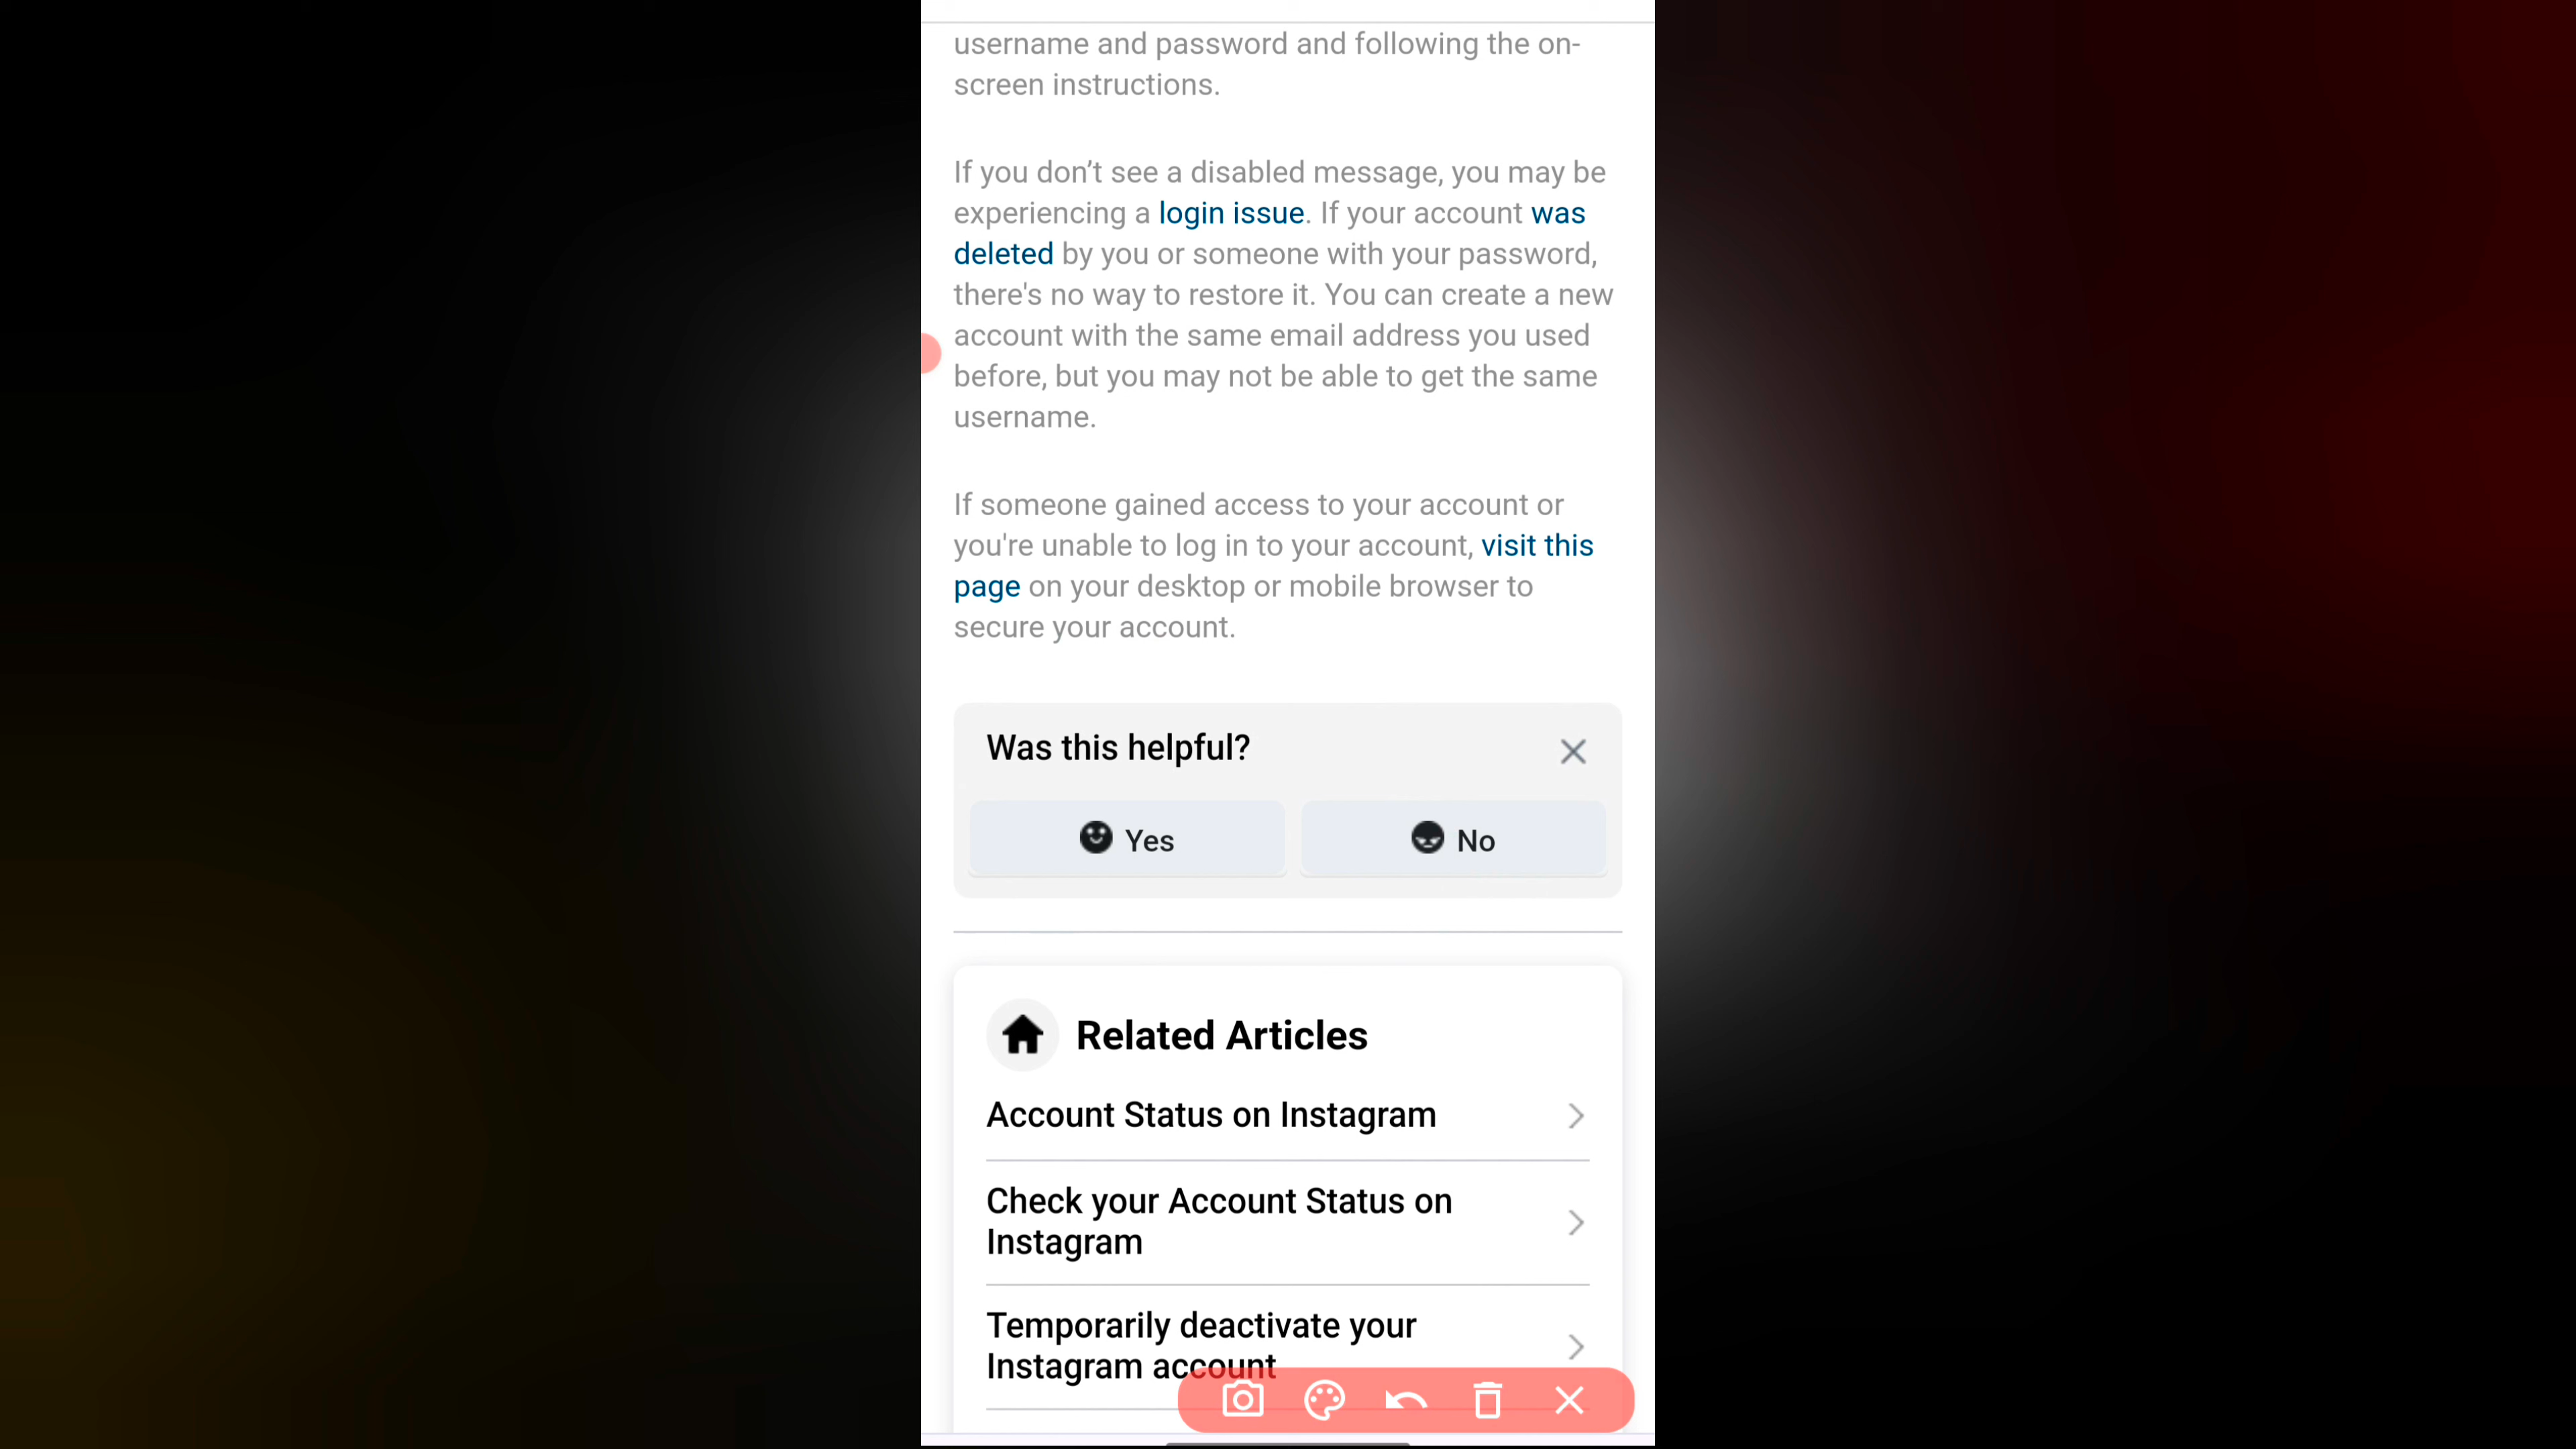 username and password and following the on-
screen instructions.
If you don’t see a disabled message, you may be
experiencing a login issue. If your account was
deleted by you or someone with your password,
there's no way to restore it. You can create a new
account with the same email address you used
before, but you may not be able to get the same
username.
If someone gained access to your account or
you're unable to log in to your account, visit this
page on your desktop or mobile browser to
secure your account.
Was this helpful?
Yes
No
Related Articles
Account Status on Instagram
Check your Account Status on
Instagram
Temporarily deactivate your
Instagram account